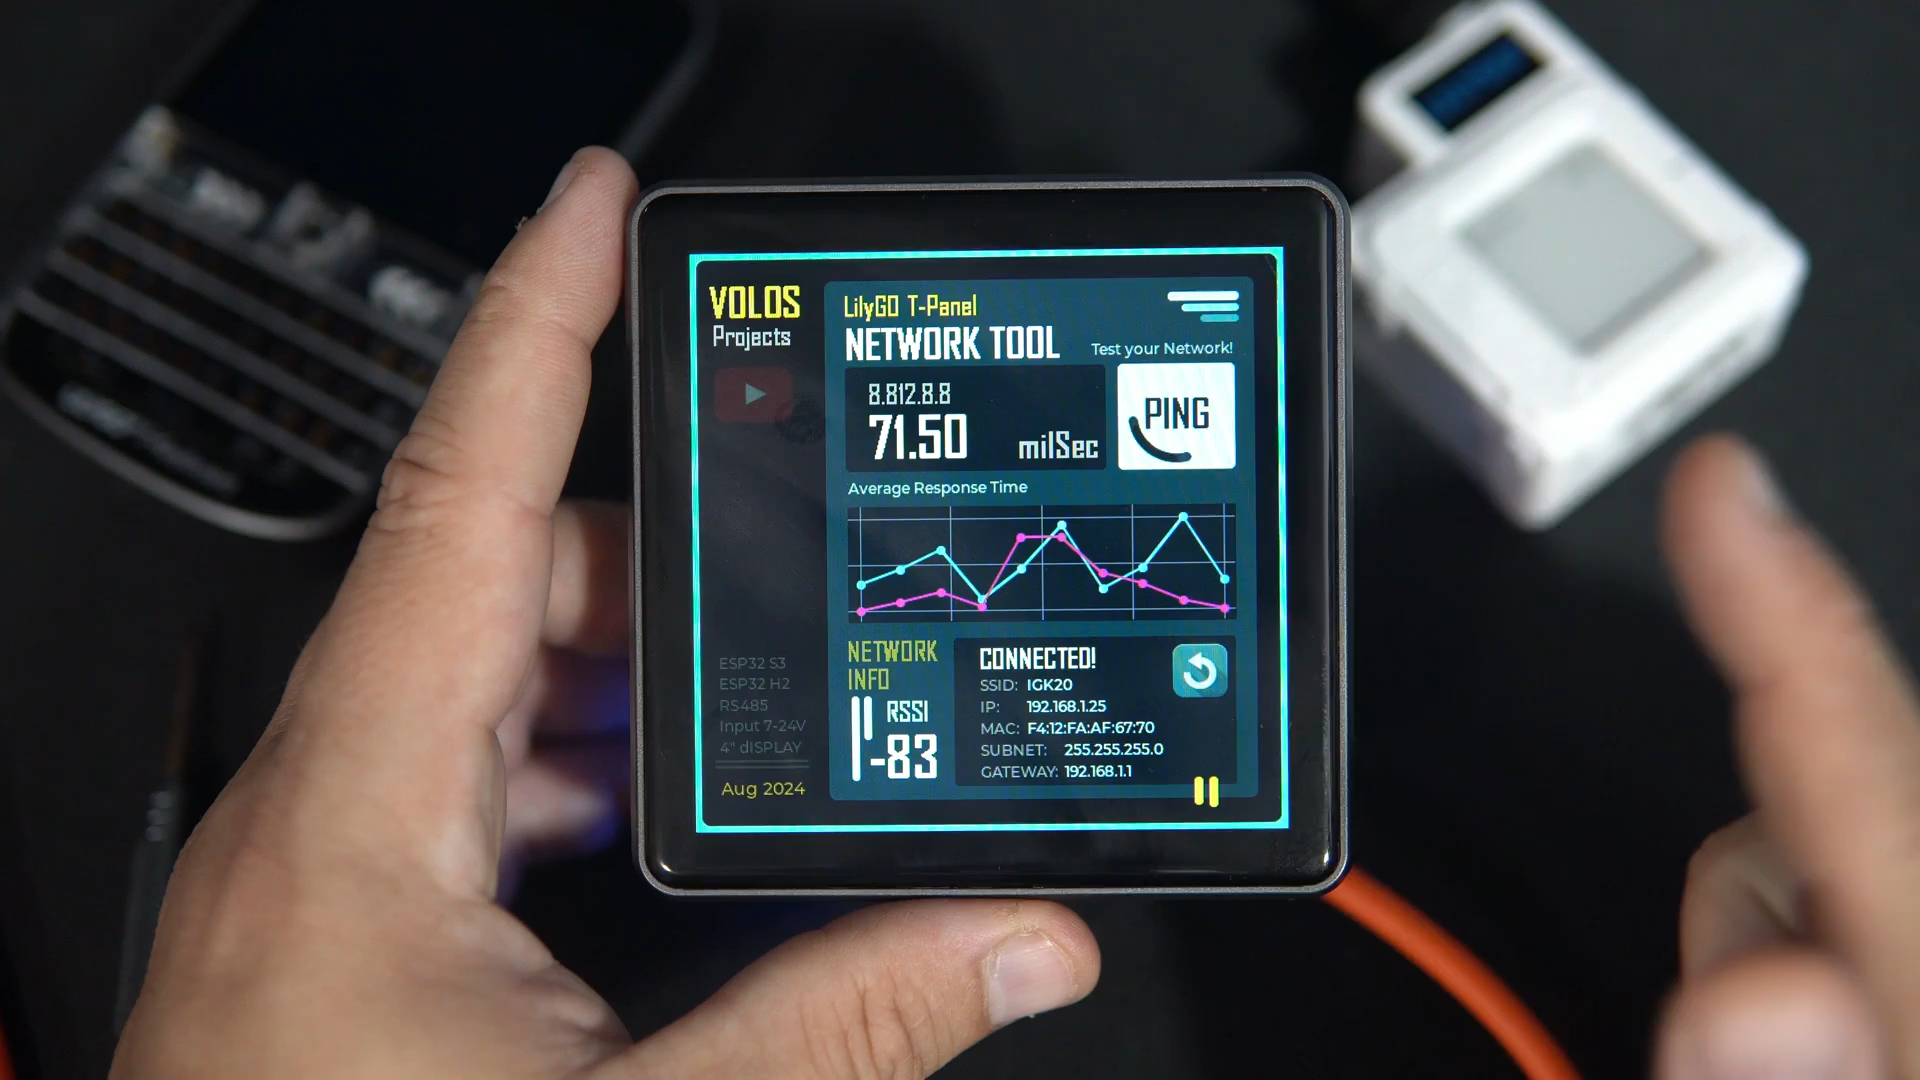 VOLOS
Projects
LilyGO T-Panel
NETWORK TOOL
Test your Network!
8.812.8.8
71.50
milSec
PING
Average Response Time
NETWORK
INFO
RSSI
-83
CONNECTED!
SSID: IGK20
IP: 192.168.1.25
MAC: F4:12:FA:AF:67:70
SUBNET: 255.255.255.0
GATEWAY: 192.168.1.1
ESP32 S3
ESP32 H2
RS485
Input 7-24V
4" dISPLAY
Aug 2024